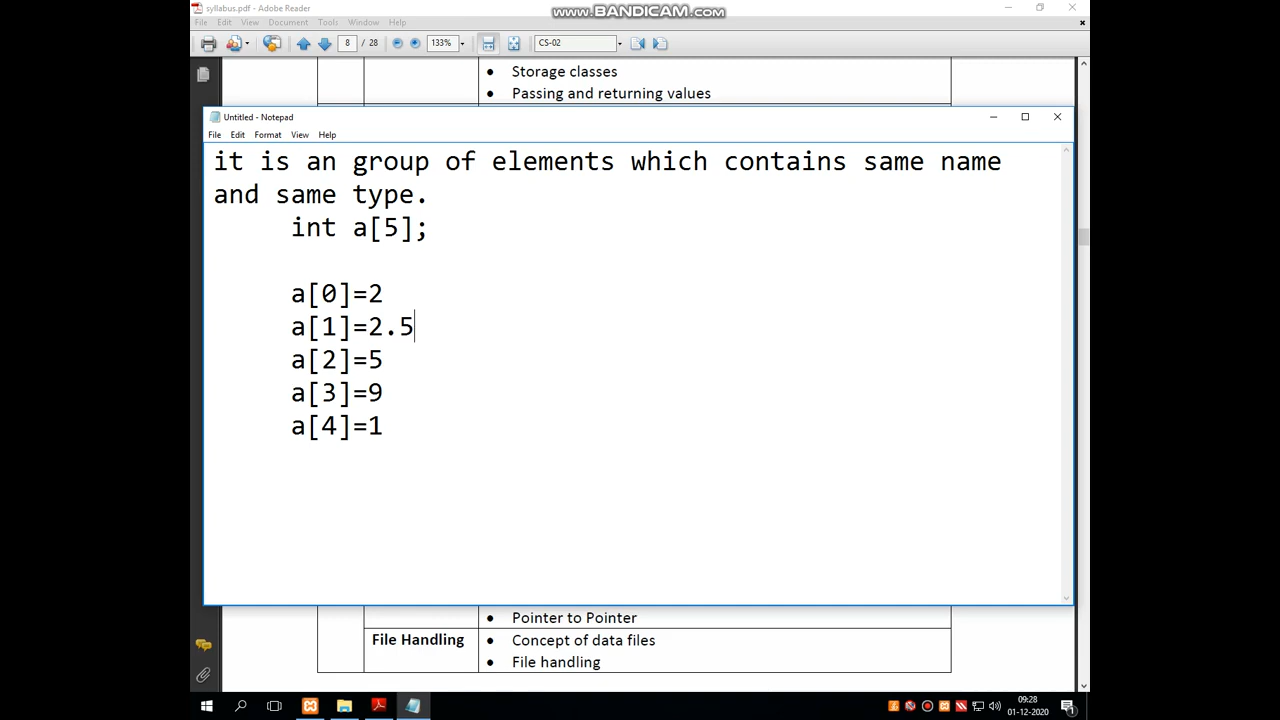 syllabus.pdf - Adobe Reader
www.BANDICAM.com
File Edit View Document Tools Window Help
8 / 28 133% CS-02
• Storage classes
• Passing and returning values
Untitled - Notepad
File Edit Format View Help
it is an group of elements which contains same name
and same type.
int a[5];
a[0]=2
a[1]=2.5
a[2]=5
a[3]=9
a[4]=1
• Pointer to Pointer
File Handling • Concept of data files
• File handling
09:28
01-12-2020
1